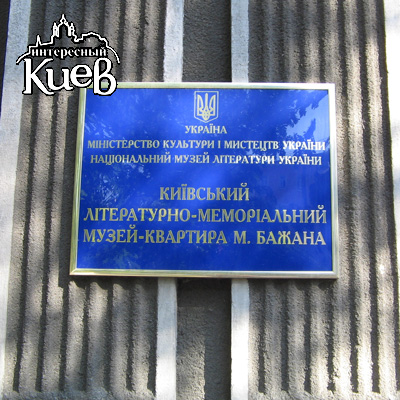 интересный
Киев
УКРАЇНА
МІНІСТЕРСТВО КУЛЬТУРИ І МИСТЕЦТВ УКРАЇНИ
НАЦІОНАЛЬНИЙ МУЗЕЙ ЛІТЕРАТУРИ УКРАЇНИ
КИЇВСЬКИЙ
ЛІТЕРАТУРНО-МЕМОРІАЛЬНИЙ
МУЗЕЙ-КВАРТИРА М. БАЖАНА